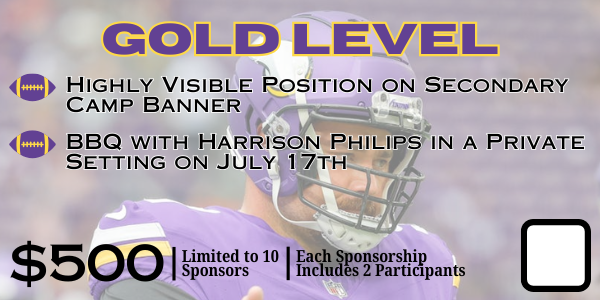 GOLD LEVEL
Highly Visible Position on Secondary
Camp Banner
BBQ with Harrison Philips in a Private
Setting on July 17th
$500
Limited to 10
Sponsors
Each Sponsorship
Includes 2 Participants